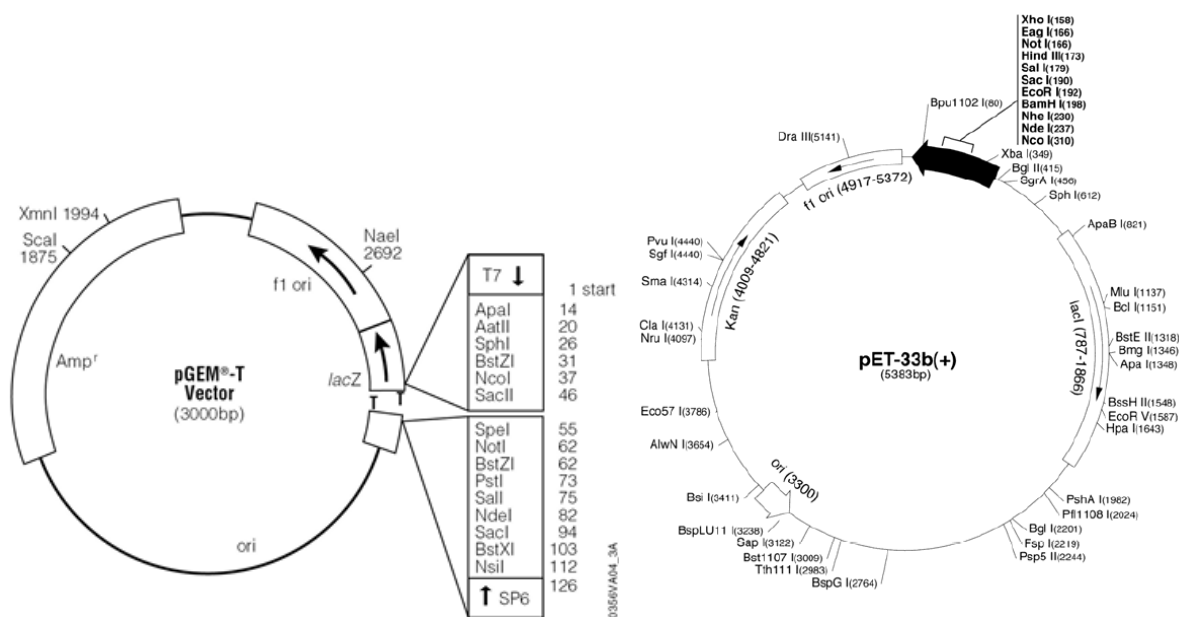 XmnI 1994
ScaI
1875
NaeI
2692
f1 ori
Ampr
lacZ
T T
pGEM®-T
Vector
(3000bp)
ori
T7 ↓
1 start
ApaI 14
AatII 20
SphI 26
BstZI 31
NcoI 37
SacII 46
SpeI 55
NotI 62
BstZI 62
PstI 73
SalI 75
NdeI 82
SacI 94
BstXI 103
NsiI 112
↑ SP6
126
0356VA04_3A
Xho I(158)
Eag I(166)
Not I(166)
Hind III(173)
Sal I(179)
Sac I(190)
EcoR I(192)
BamH I(198)
Nhe I(230)
Nde I(237)
Nco I(310)
Bpu1102 I(80)
Dra III(5141)
Xba I(349)
Bgl II(415)
SgrA I(456)
Sph I(612)
ApaB I(821)
f1 ori (4917-5372)
Pvu I(4440)
Sgf I(4440)
Sma I(4314)
Kan (4009-4821)
Cla I(4131)
Nru I(4097)
Mlu I(1137)
Bcl I(1151)
lacI (787-1866)
BstE II(1318)
Bmg I(1346)
Apa I(1348)
pET-33b(+)
(5383bp)
BssH II(1548)
EcoR V(1587)
Hpa I(1643)
Eco57 I(3786)
AlwN I(3654)
ori (3300)
Bsi I(3411)
BspLU11 I(3238)
Sap I(3122)
Bst1107 I(3009)
Tth111 I(2983)
BspG I(2764)
PshA I(1982)
Pfl1108 I(2024)
Bgl I(2201)
Fsp I(2219)
Psp5 II(2244)